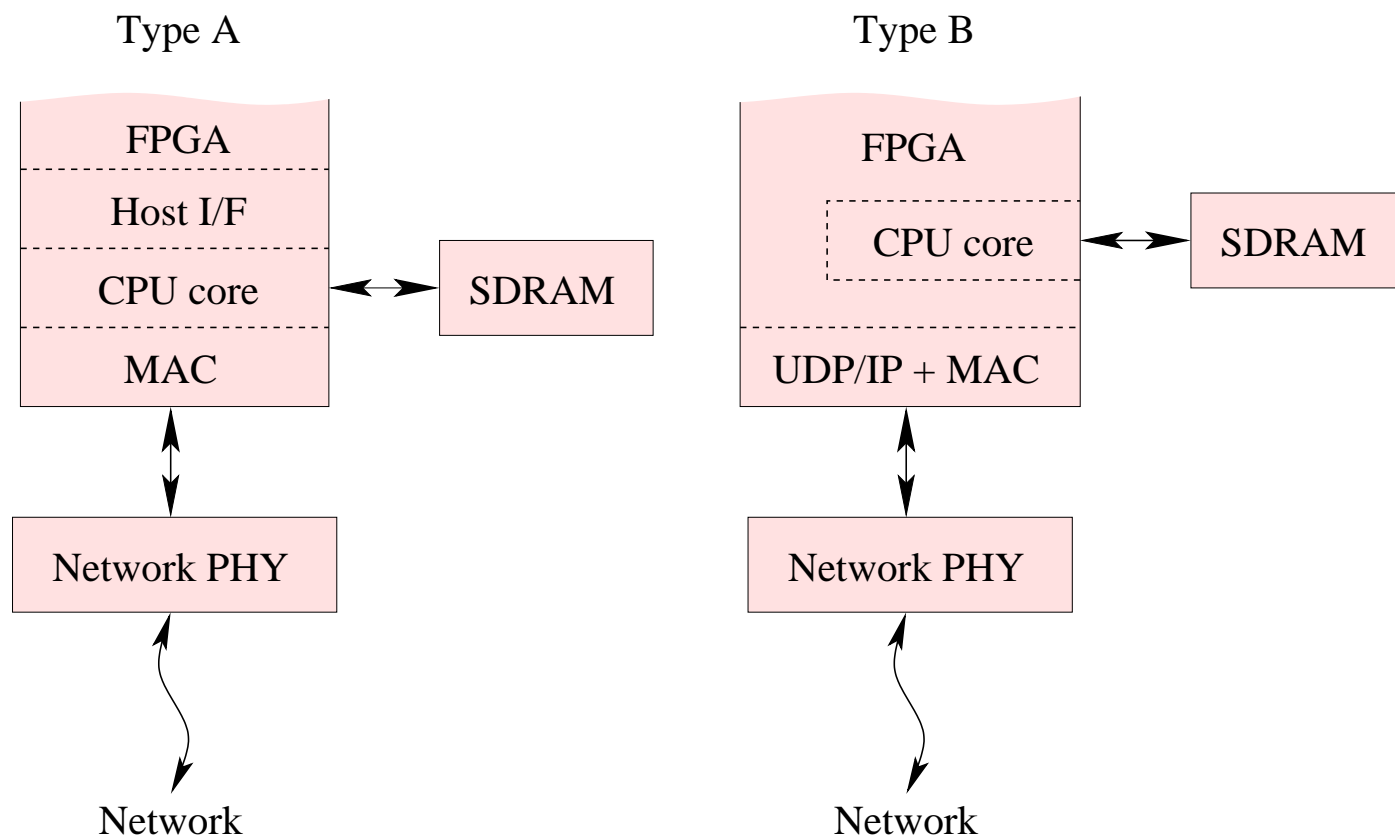 Type A
FPGA
Host I/F
CPU core
SDRAM
MAC
Network PHY
Network
Type B
FPGA
CPU core
SDRAM
UDP/IP + MAC
Network PHY
Network